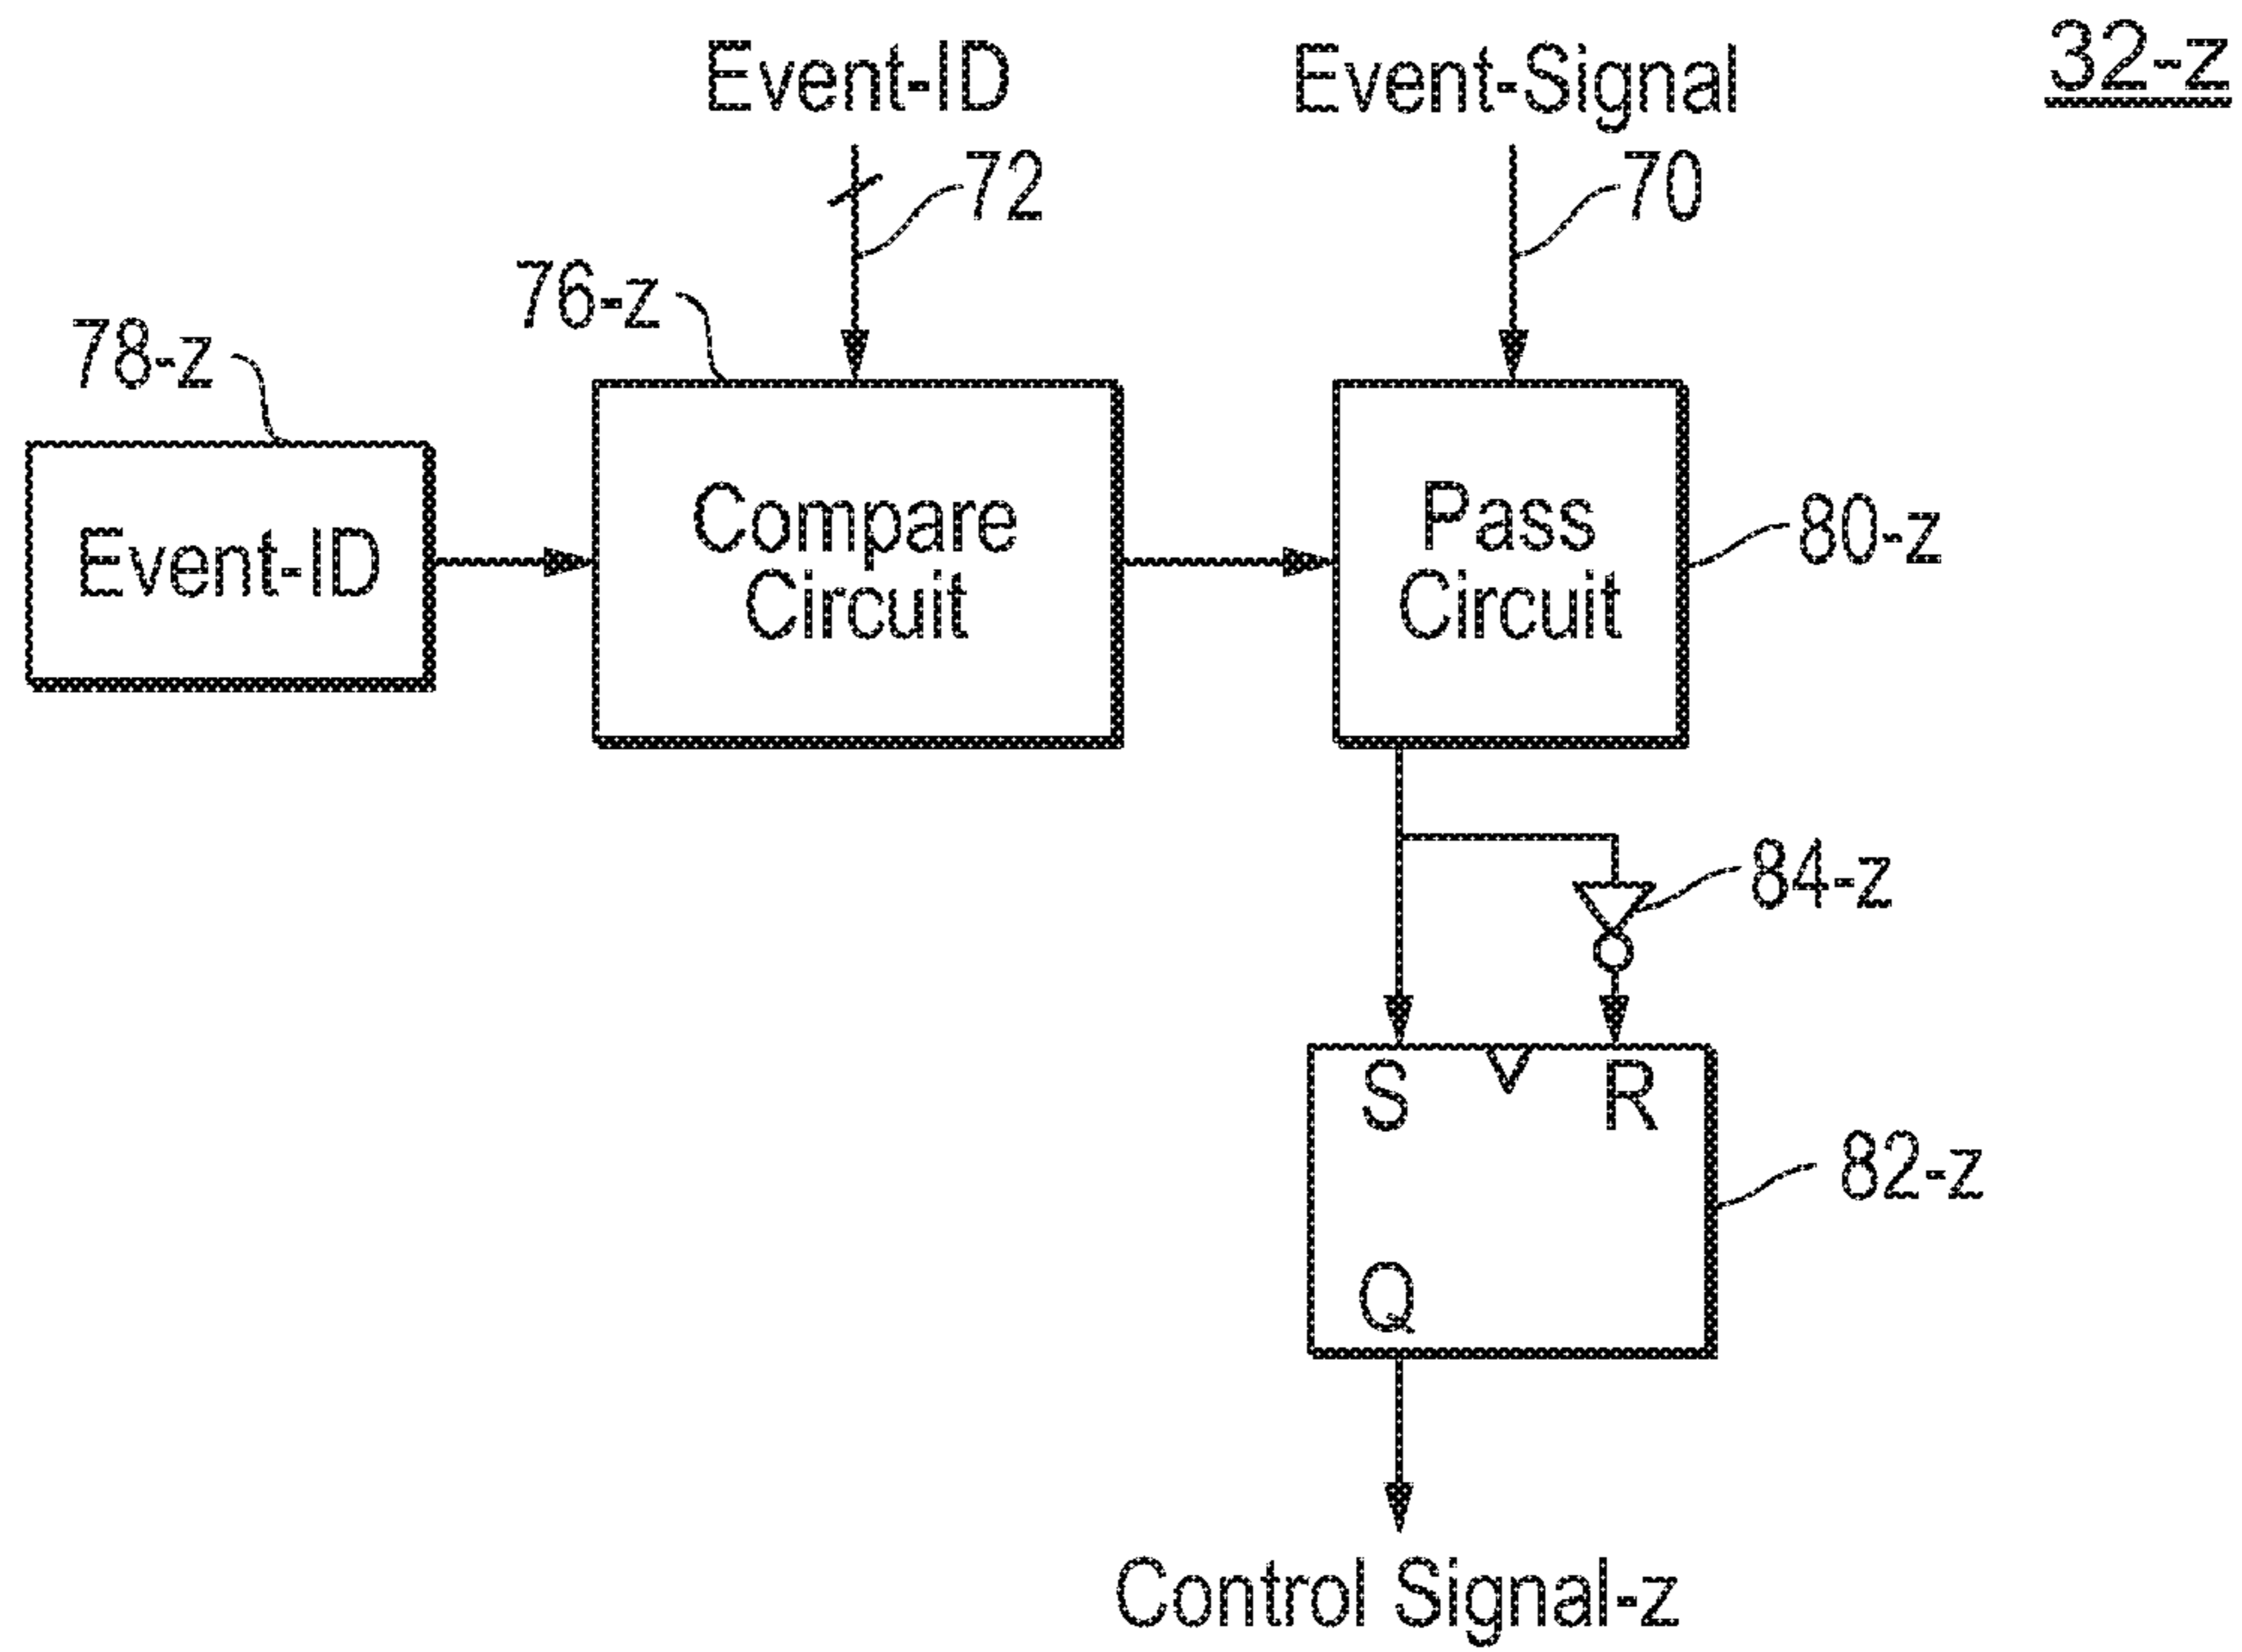 32-z
Event-ID
Event-Signal
72
70
76-z
78-z
Event-ID
Compare
Circuit
Pass
Circuit
80-z
84-z
S
R
82-z
Q
Control Signal-z